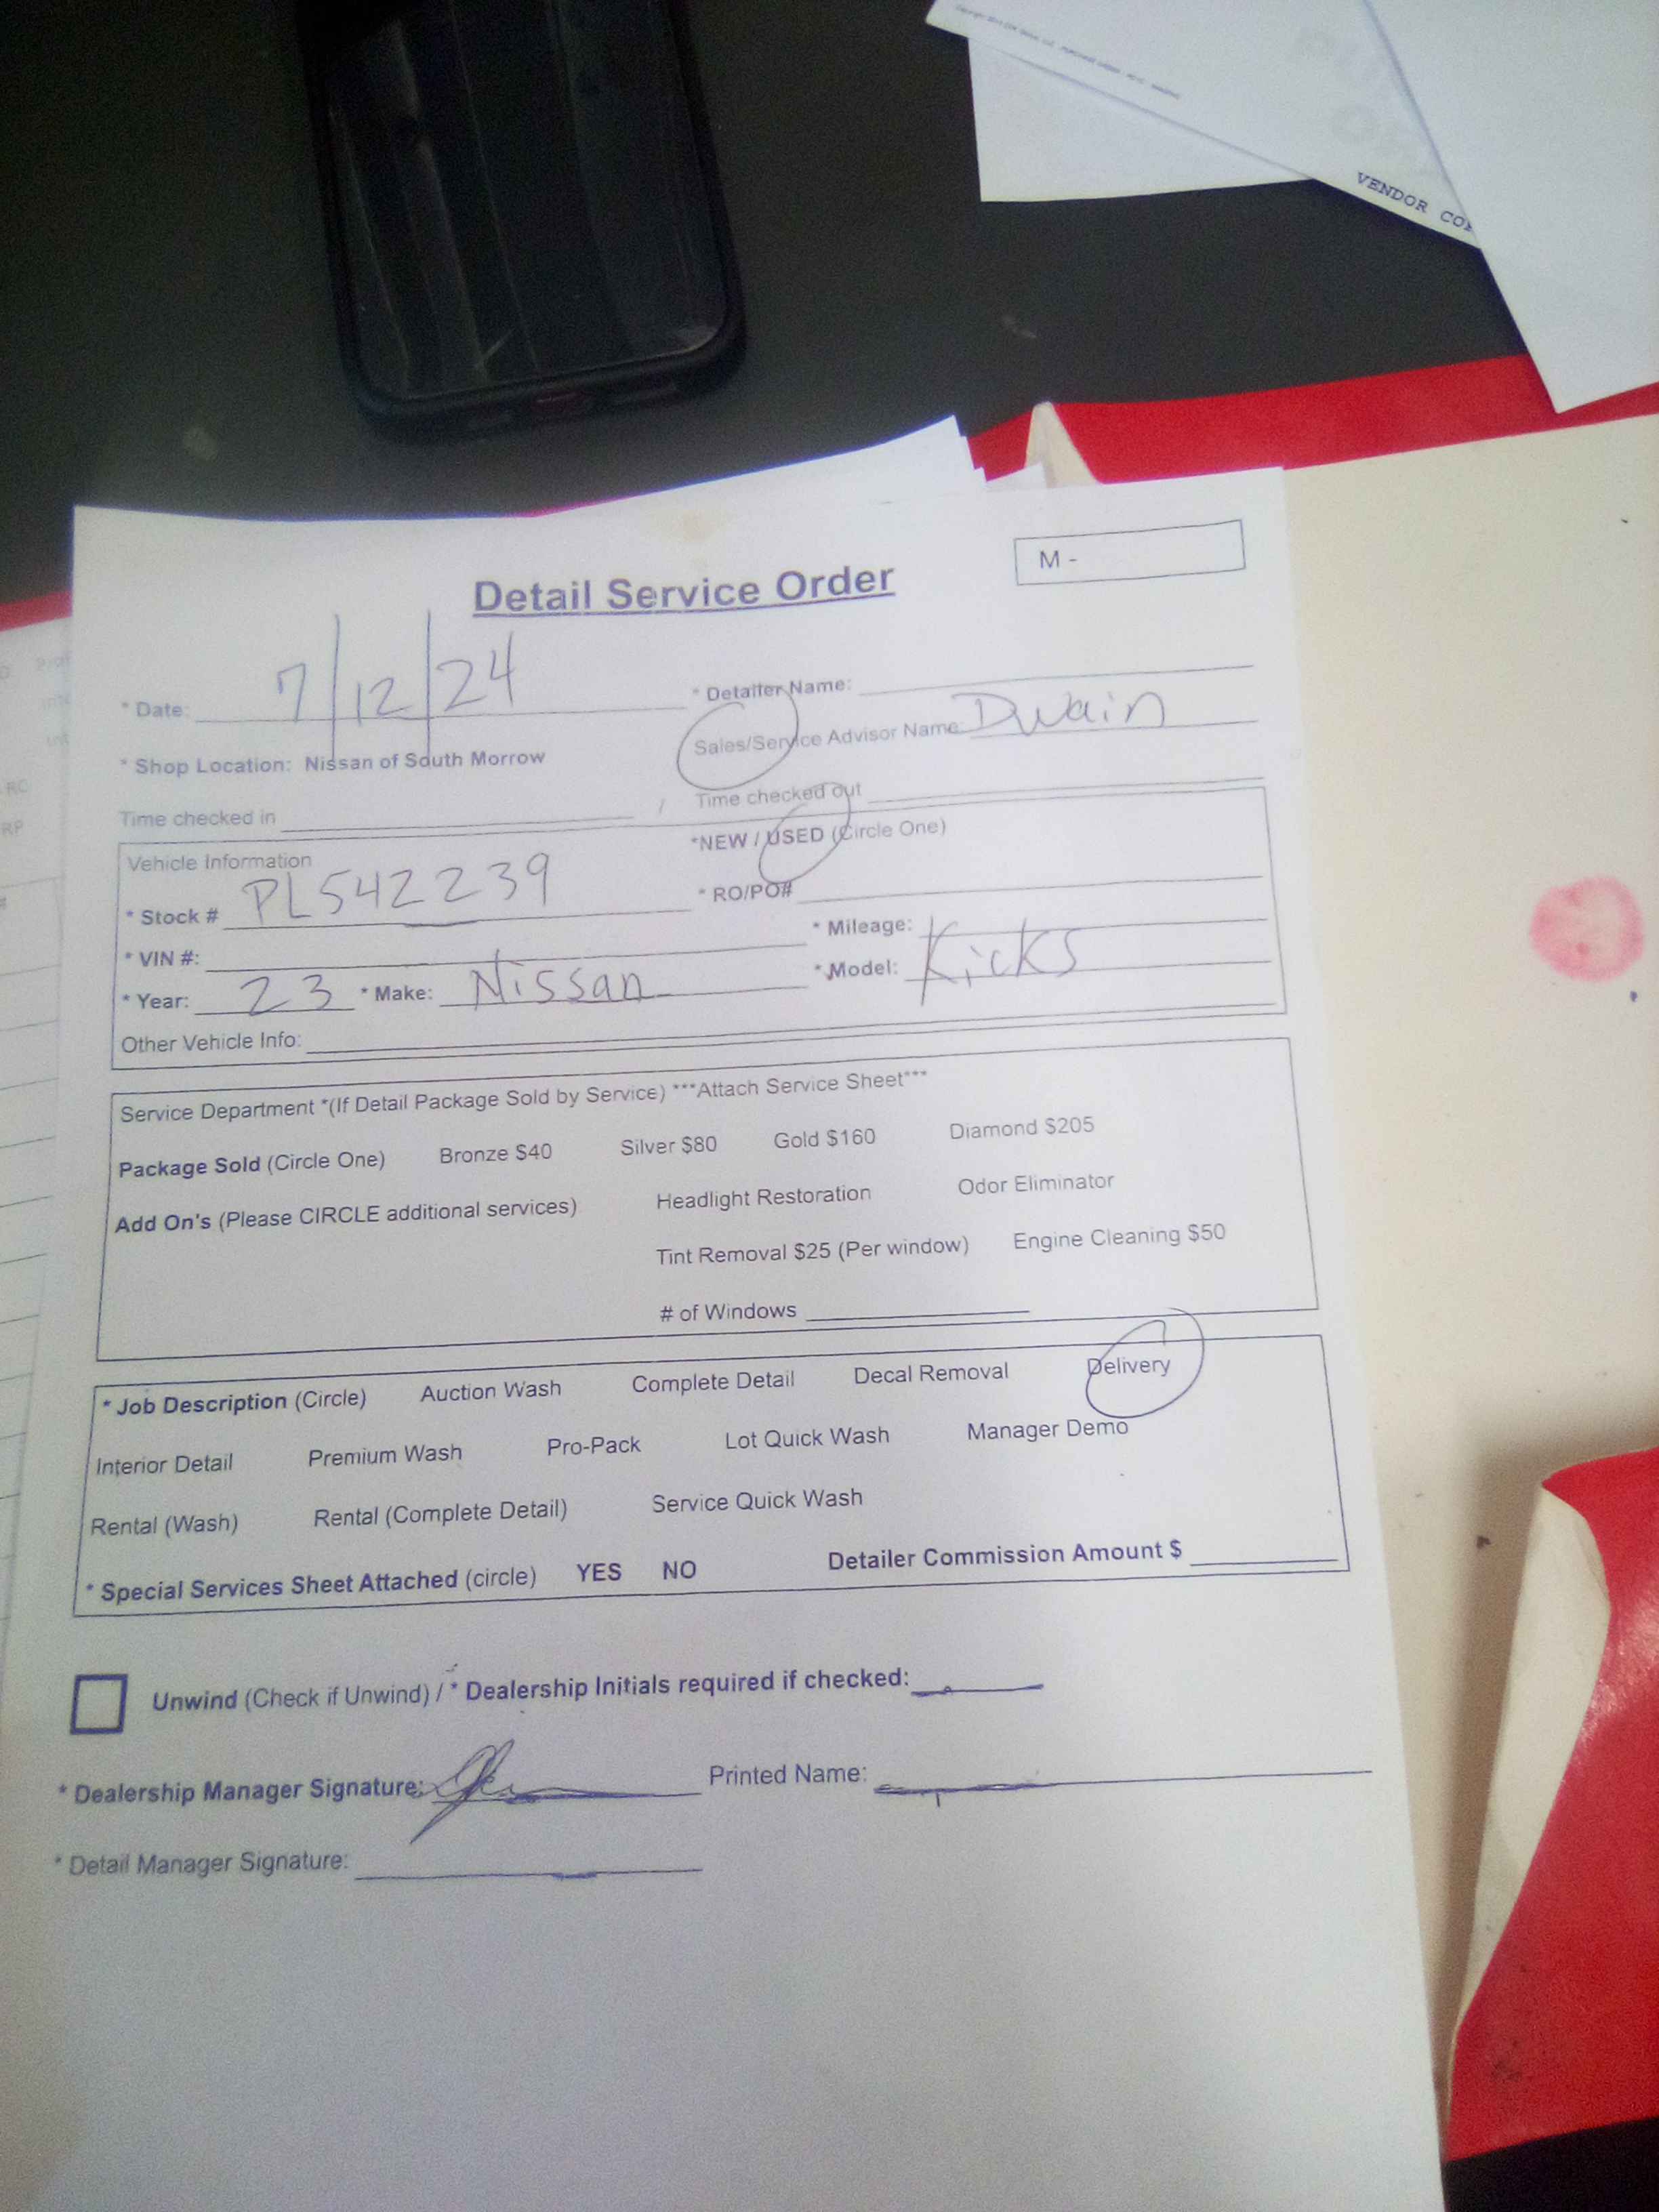 VENDOR
M -
Detail Service Order
* Date: 7/12/24 * Detailer Name:
* Shop Location: Nissan of South Morrow Sales/Service Advisor Name: Dwain
Time checked in / Time checked out
Vehicle Information *NEW / USED (Circle One)
* Stock # PL542239 * RO/PO#
* VIN #: * Mileage:
* Year: 23 * Make: Nissan * Model: Kicks
Other Vehicle Info:
Service Department *(If Detail Package Sold by Service) ***Attach Service Sheet***
Package Sold (Circle One) Bronze $40 Silver $80 Gold $160 Diamond $205
Add On's (Please CIRCLE additional services) Headlight Restoration Odor Eliminator
Tint Removal $25 (Per window) Engine Cleaning $50
# of Windows
* Job Description (Circle) Auction Wash Complete Detail Decal Removal Delivery
Interior Detail Premium Wash Pro-Pack Lot Quick Wash Manager Demo
Rental (Wash) Rental (Complete Detail) Service Quick Wash
* Special Services Sheet Attached (circle) YES NO Detailer Commission Amount $
Unwind (Check if Unwind) / * Dealership Initials required if checked:
* Dealership Manager Signature: Printed Name:
* Detail Manager Signature: